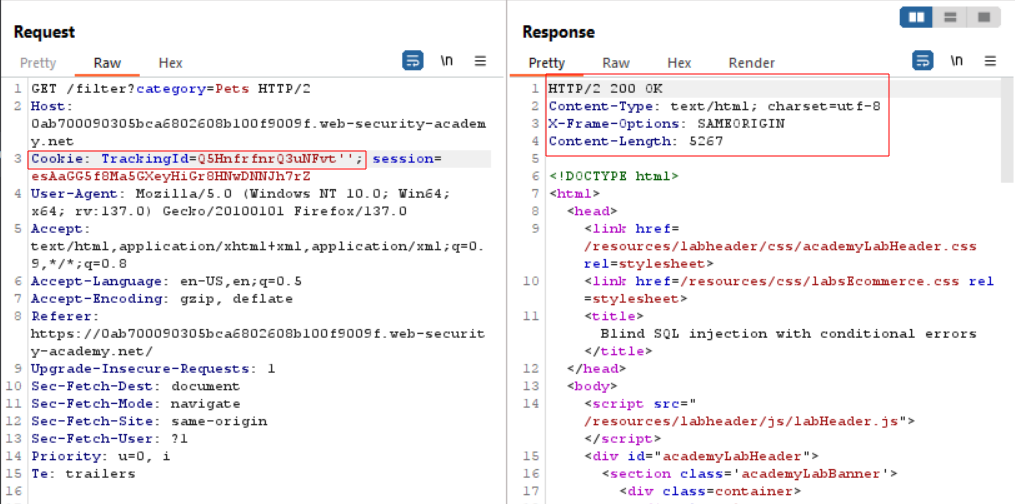 Request
Pretty Raw Hex
\n
1 GET /filter?category=Pets HTTP/2
2 Host:
0ab700090305bca6802608b100f9009f.web-security-academ
y.net
3 Cookie: TrackingId=Q5HnfrfnrQ3uNFvt''; session=
esAaGG5f8Ma5GXeyHiGr8HNwDNNJh7rZ
4 User-Agent: Mozilla/5.0 (Windows NT 10.0; Win64;
x64; rv:137.0) Gecko/20100101 Firefox/137.0
5 Accept:
text/html,application/xhtml+xml,application/xml;q=0.
9,*/*;q=0.8
6 Accept-Language: en-US,en;q=0.5
7 Accept-Encoding: gzip, deflate
8 Referer:
https://0ab700090305bca6802608b100f9009f.web-securit
y-academy.net/
9 Upgrade-Insecure-Requests: 1
10 Sec-Fetch-Dest: document
11 Sec-Fetch-Mode: navigate
12 Sec-Fetch-Site: same-origin
13 Sec-Fetch-User: ?1
14 Priority: u=0, i
15 Te: trailers
16
Response
Pretty Raw Hex Render
\n
1 HTTP/2 200 OK
2 Content-Type: text/html; charset=utf-8
3 X-Frame-Options: SAMEORIGIN
4 Content-Length: 5267
5
6 <!DOCTYPE html>
7 <html>
8 <head>
9 <link href=
/resources/labheader/css/academyLabHeader.css
rel=stylesheet>
10 <link href=/resources/css/labsEcommerce.css rel
=stylesheet>
11 <title>
Blind SQL injection with conditional errors
</title>
12 </head>
13 <body>
14 <script src="
/resources/labheader/js/labHeader.js">
</script>
15 <div id="academyLabHeader">
16 <section class='academyLabBanner'>
17 <div class=container>